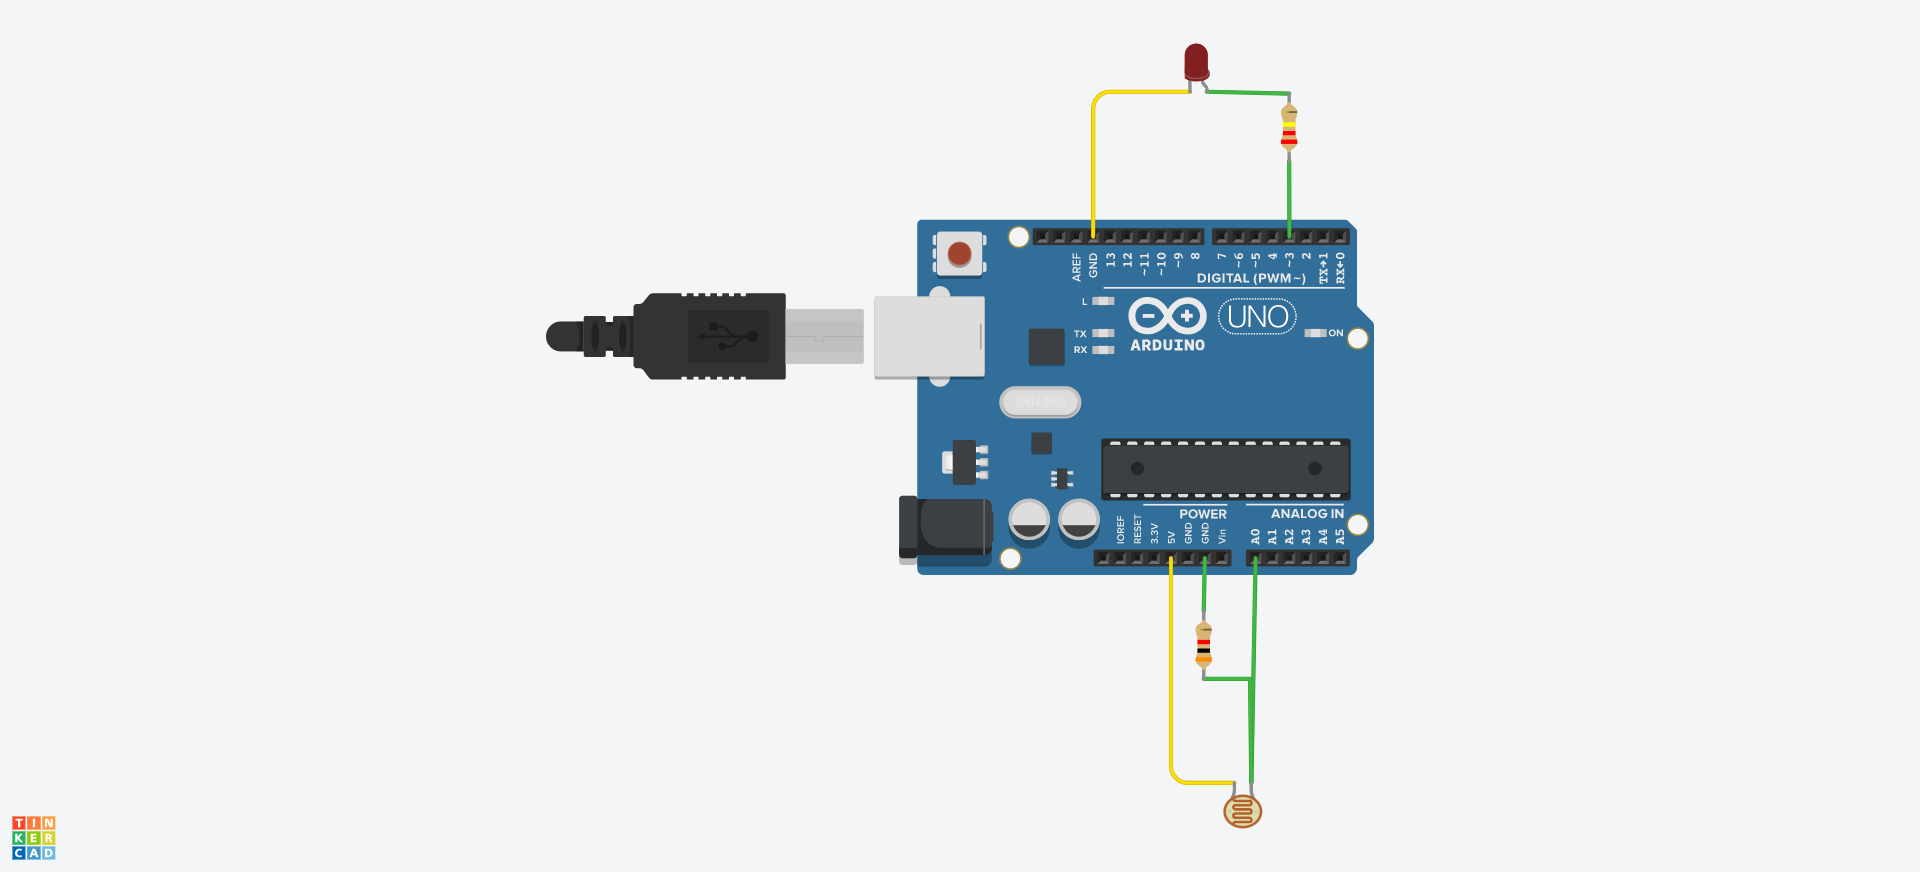 AREF
GND
13
12
~11
~10
~9
8
7
~6
~5
4
~3
2
TX→1
RX←0
DIGITAL (PWM~)
L
TX
RX
ARDUINO
UNO
ON
SPK16.000G
POWER
ANALOG IN
IOREF
RESET
3.3V
5V
GND
GND
Vin
A0
A1
A2
A3
A4
A5
TIN
KER
CAD